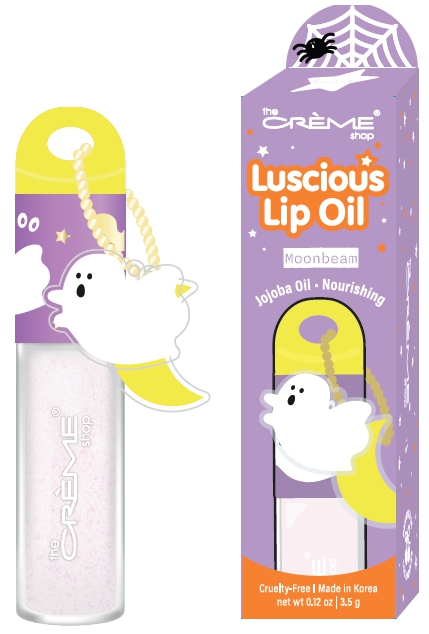 the
CRÈME®
shop
the
CRÈME®
shop
Luscious
Lip Oil
Moonbeam
Jojoba Oil • Nourishing
Cruelty-Free | Made in Korea
net wt 0.12 oz | 3.5 g